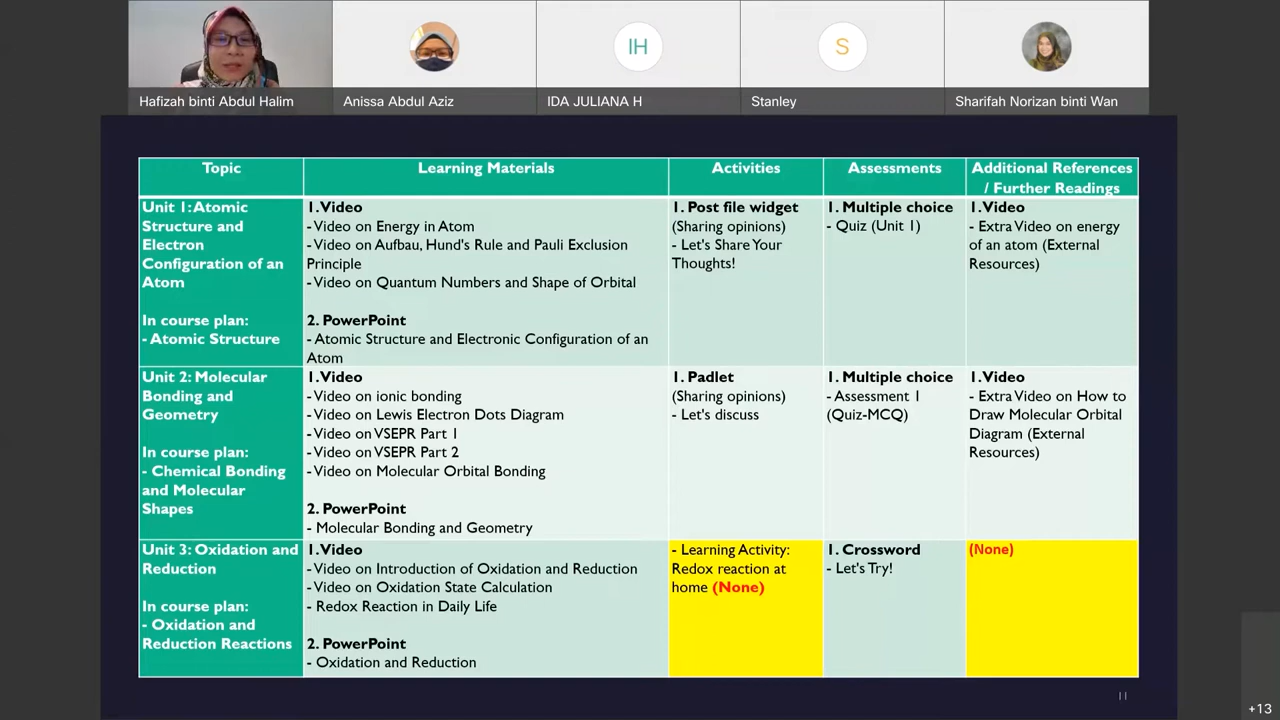 Hafizah binti Abdul Halim
Anissa Abdul Aziz
IH
IDA JULIANA H
S
Stanley
Sharifah Norizan binti Wan
Topic
Learning Materials
Activities
Assessments
Additional References
/ Further Readings
Unit 1: Atomic
Structure and
Electron
Configuration of an
Atom
In course plan:
- Atomic Structure
1. Video
- Video on Energy in Atom
- Video on Aufbau, Hund's Rule and Pauli Exclusion
Principle
- Video on Quantum Numbers and Shape of Orbital
2. PowerPoint
- Atomic Structure and Electronic Configuration of an
Atom
1. Post file widget
(Sharing opinions)
- Let's Share Your
Thoughts!
1. Multiple choice
- Quiz (Unit 1)
1. Video
- Extra Video on energy
of an atom (External
Resources)
Unit 2: Molecular
Bonding and
Geometry
In course plan:
- Chemical Bonding
and Molecular
Shapes
1. Video
- Video on ionic bonding
- Video on Lewis Electron Dots Diagram
- Video on VSEPR Part 1
- Video on VSEPR Part 2
- Video on Molecular Orbital Bonding
2. PowerPoint
- Molecular Bonding and Geometry
1. Padlet
(Sharing opinions)
- Let's discuss
1. Multiple choice
- Assessment 1
(Quiz-MCQ)
1. Video
- Extra Video on How to
Draw Molecular Orbital
Diagram (External
Resources)
Unit 3: Oxidation and
Reduction
In course plan:
- Oxidation and
Reduction Reactions
1. Video
- Video on Introduction of Oxidation and Reduction
- Video on Oxidation State Calculation
- Redox Reaction in Daily Life
2. PowerPoint
- Oxidation and Reduction
- Learning Activity:
Redox reaction at
home (None)
1. Crossword
- Let's Try!
(None)
11
+13